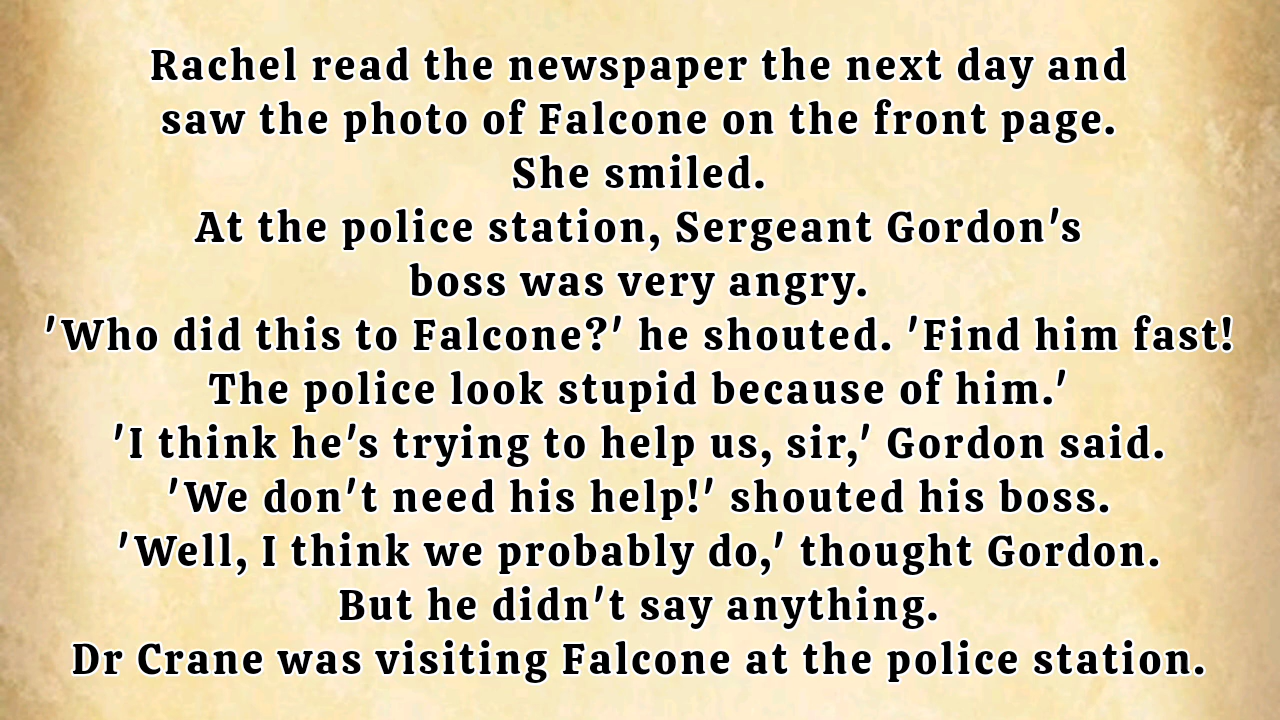 Rachel read the newspaper the next day and
saw the photo of Falcone on the front page.
She smiled.
At the police station, Sergeant Gordon's
boss was very angry.
'Who did this to Falcone?' he shouted. 'Find him fast!
The police look stupid because of him.'
'I think he's trying to help us, sir,' Gordon said.
'We don't need his help!' shouted his boss.
'Well, I think we probably do,' thought Gordon.
But he didn't say anything.
Dr Crane was visiting Falcone at the police station.